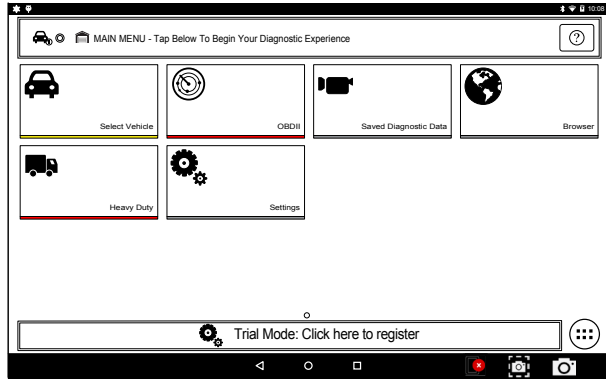 10:08
MAIN MENU - Tap Below To Begin Your Diagnostic Experience
?
Select Vehicle
OBDII
Saved Diagnostic Data
Browser
Heavy Duty
Settings
Trial Mode: Click here to register